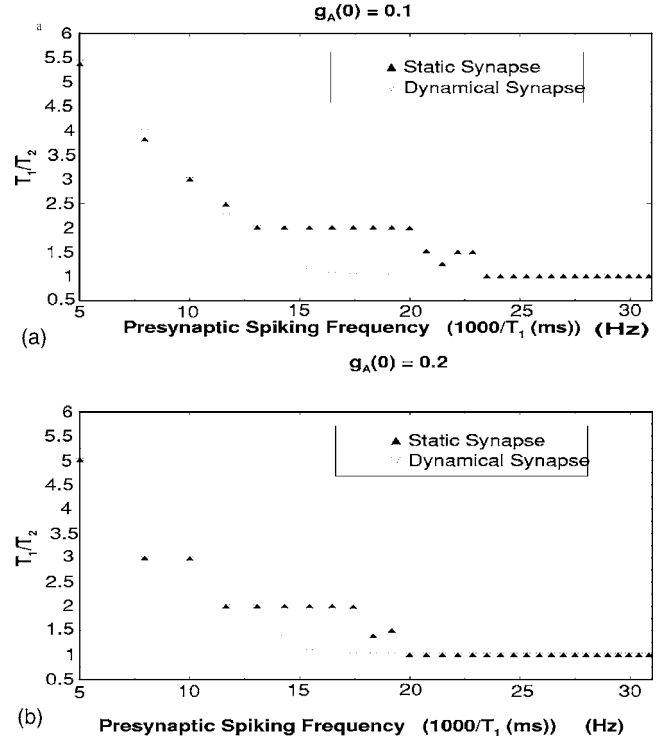 a
g_A(0) = 0.1
6
5.5
5
4.5
4
3.5
3
2.5
2
1.5
1
0.5
T₁/T₂
Static Synapse
Dynamical Synapse
5 10 15 20 25 30
Presynaptic Spiking Frequency (1000/T₁ (ms)) (Hz)
(a)
g_A(0) = 0.2
6
5.5
5
4.5
4
3.5
3
2.5
2
1.5
1
0.5
T₁/T₂
Static Synapse
Dynamical Synapse
5 10 15 20 25 30
(b)
Presynaptic Spiking Frequency (1000/T₁ (ms)) (Hz)